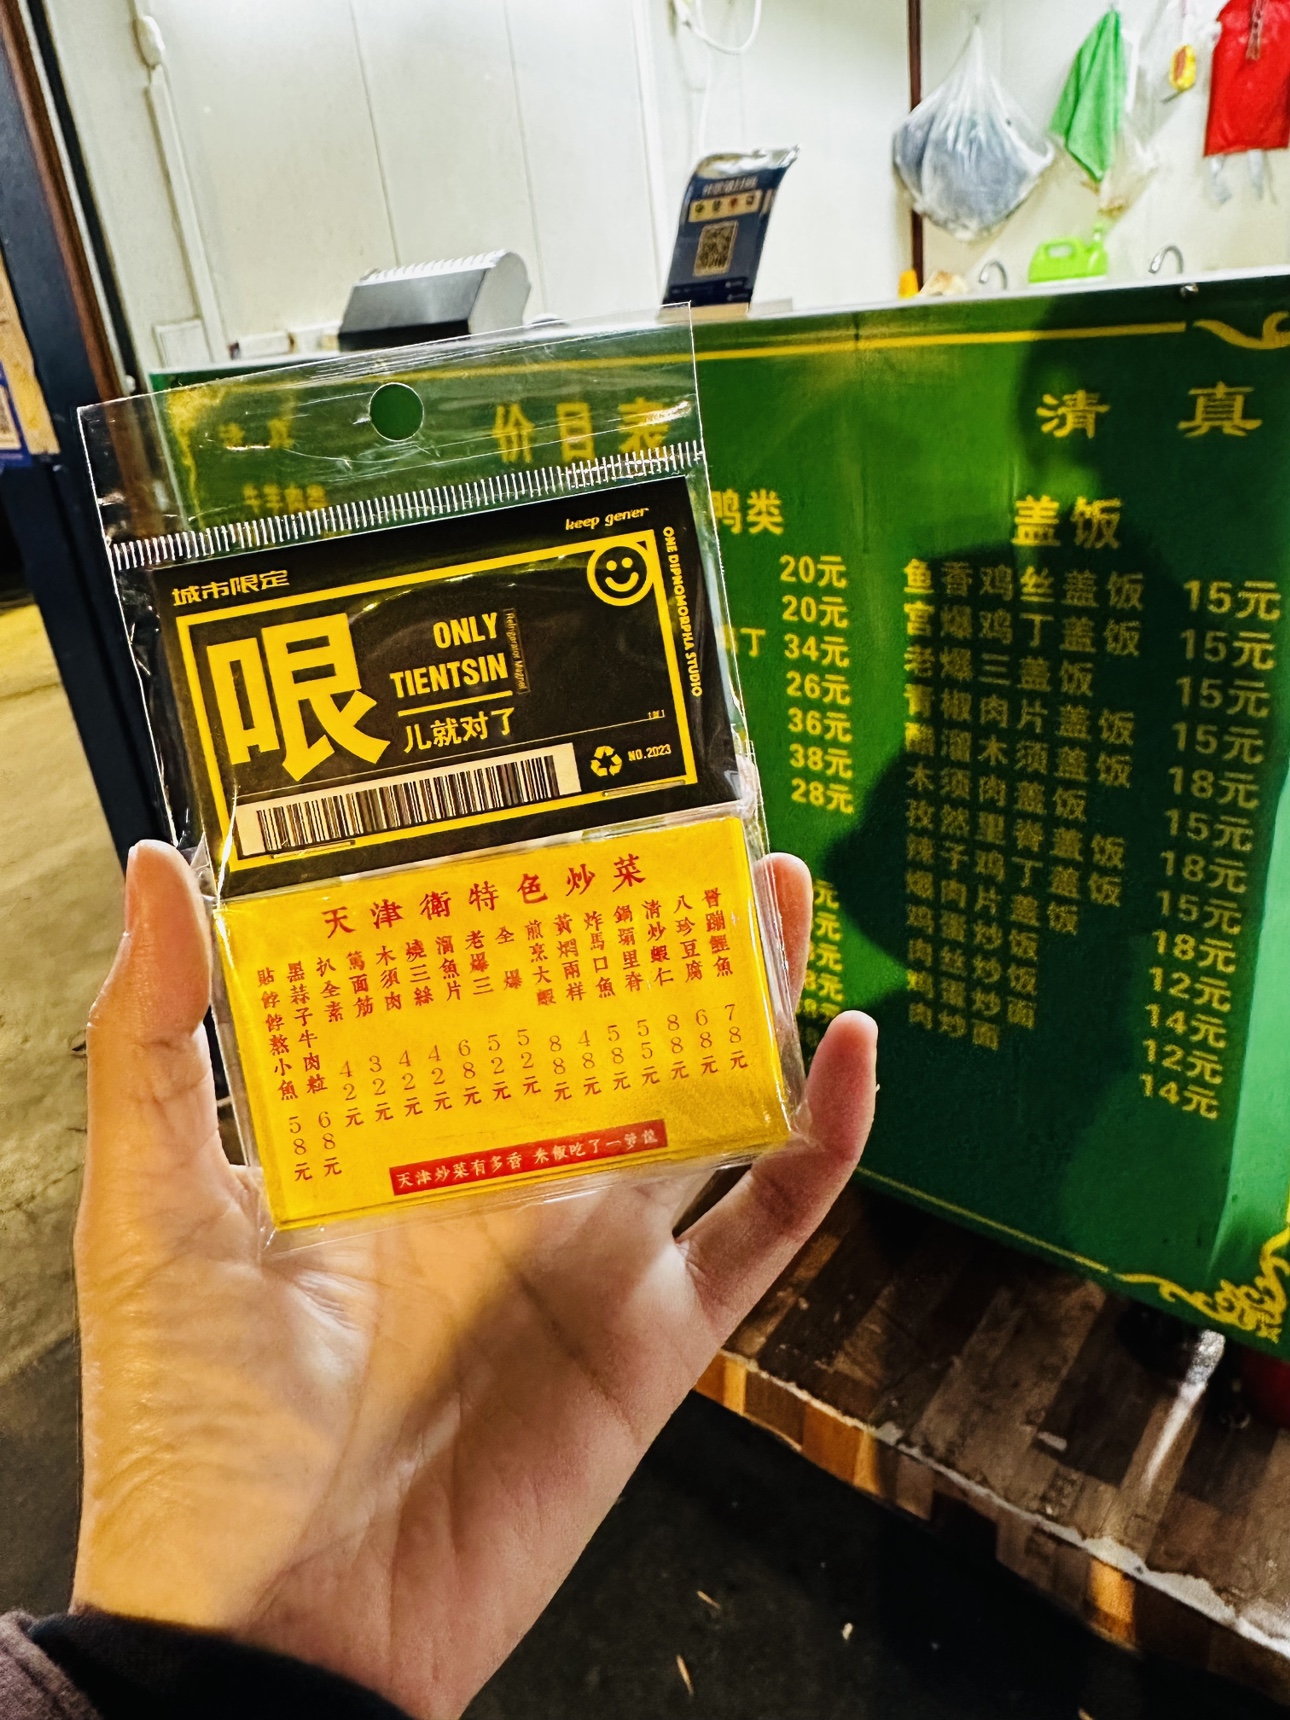 价目表
清真
鸭类
20元
20元
丁 34元
26元
36元
38元
28元
盖饭
鱼香鸡丝盖饭 15元
宫爆鸡丁盖饭 15元
老爆三盖饭 15元
青椒肉片盖饭 15元
醋溜木须盖饭 18元
木须肉盖饭 15元
孜然里脊盖饭 18元
辣子鸡丁盖饭 15元
肉片盖饭 18元
鸡蛋炒饭 12元
肉丝炒饭 14元
鸡蛋炒面 12元
肉炒面 14元
keep gener
城市限定
哏
ONLY
TIENTSIN
Refrigerator Magnet
儿就对了
ONE DIPNOMORPHA STUDIO
NO.2023
天津衛特色炒菜
罾蹦鯉魚 78元
八珍豆腐 68元
清炒蝦仁 88元
鍋塌里脊 55元
炸馬口魚 58元
黃燜兩样 48元
煎烹大蝦 88元
全爆 52元
老爆三 52元
溜魚片 68元
燒三絲 42元
木須肉 42元
篤面筋 32元
扒全素 42元
黑蒜子牛肉粒 68元
貼餑餑熬小魚 58元
天津炒菜有多香 米飯吃了一箩筐